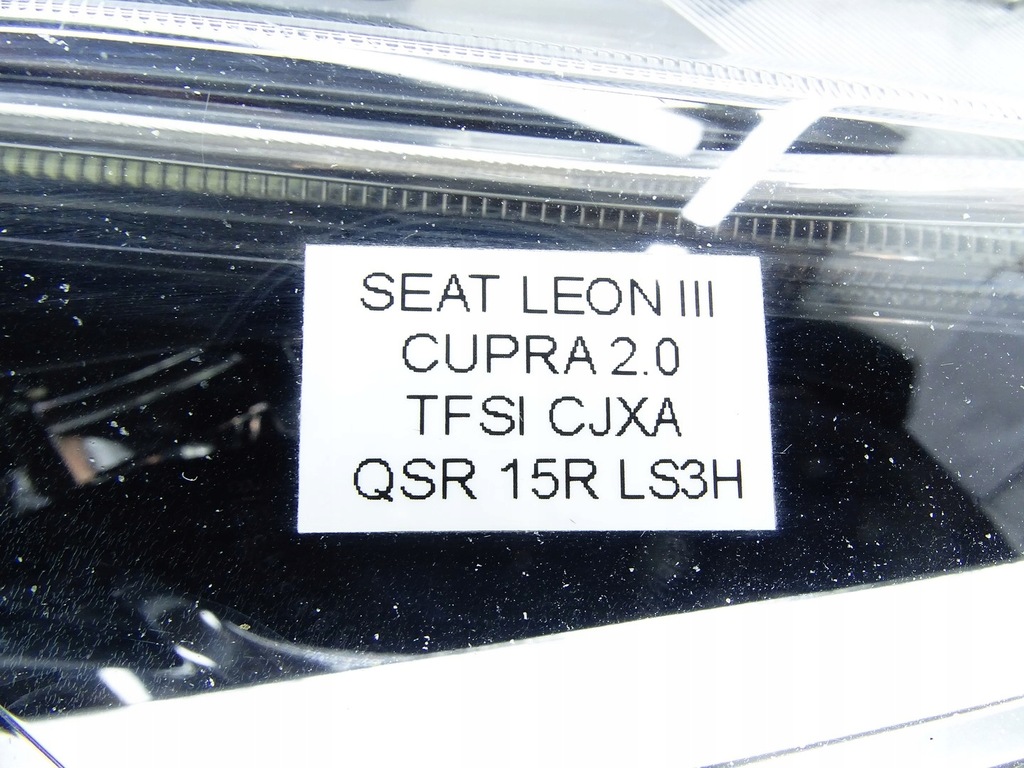 SEAT LEON III
CUPRA 2.0
TFSI CJXA
QSR 15R LS3H